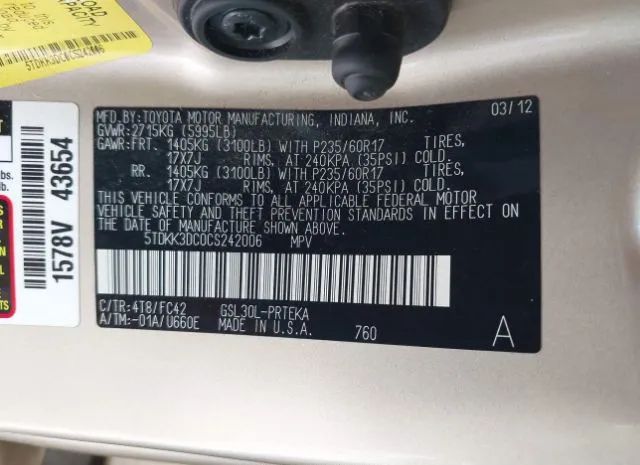 LOAD
CAPACITY
5TDKK3DC0CS242006
MFD.BY:TOYOTA MOTOR MANUFACTURING, INDIANA, INC. 03/12
GVWR:2715KG (5995LB)
GAWR:FRT. 1405KG (3100LB) WITH P235/60R17 TIRES,
17X7J RIMS, AT 240KPA (35PSI) COLD.
RR. 1405KG (3100LB) WITH P235/60R17 TIRES,
17X7J RIMS, AT 240KPA (35PSI) COLD.
THIS VEHICLE CONFORMS TO ALL APPLICABLE FEDERAL MOTOR
VEHICLE SAFETY AND THEFT PREVENTION STANDARDS IN EFFECT ON
THE DATE OF MANUFACTURE SHOWN ABOVE.
5TDKK3DC0CS242006 MPV
C/TR:4T8/FC42 GSL30L-PRTEKA
A/TM:-01A/U660E MADE IN U.S.A. 760 A
1578V 43654
lbs.